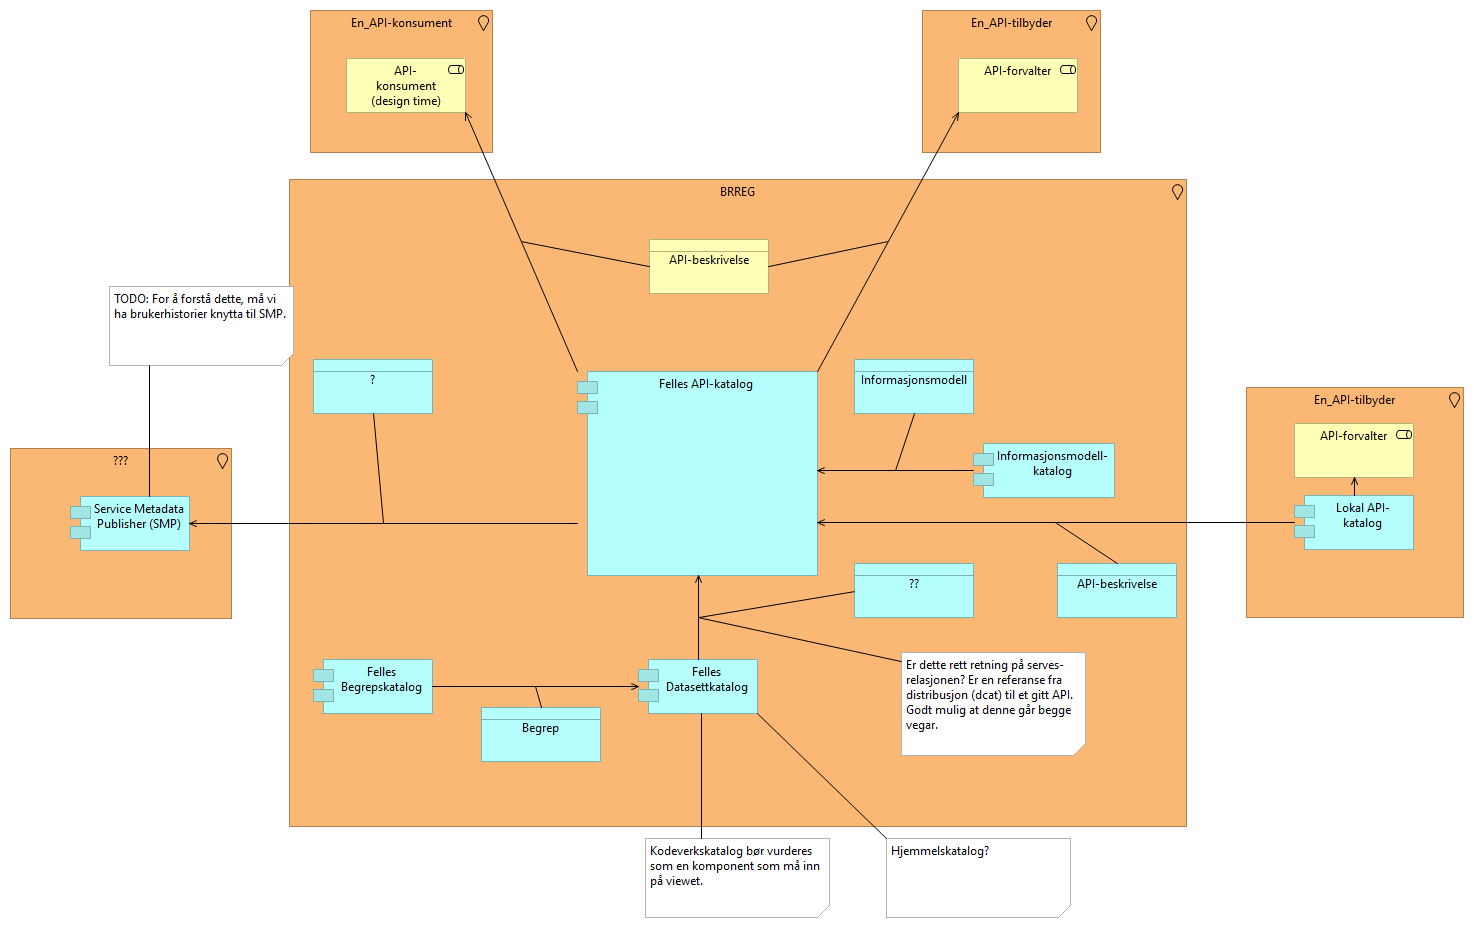 En_API-konsument
API-
konsument
(design time)
En_API-tilbyder
API-forvalter
BRREG
API-beskrivelse
TODO: For å forstå dette, må vi
ha brukerhistorier knytta til SMP.
?
Felles API-katalog
Informasjonsmodell
Informasjonsmodell-
katalog
En_API-tilbyder
API-forvalter
Lokal API-
katalog
???
Service Metadata
Publisher (SMP)
??
API-beskrivelse
Felles
Begrepskatalog
Felles
Datasettkatalog
Begrep
Er dette rett retning på serves-
relasjonen? Er en referanse fra
distribusjon (dcat) til et gitt API.
Godt mulig at denne går begge
vegar.
Kodeverkskatalog bør vurderes
som en komponent som må inn
på viewet.
Hjemmelskatalog?